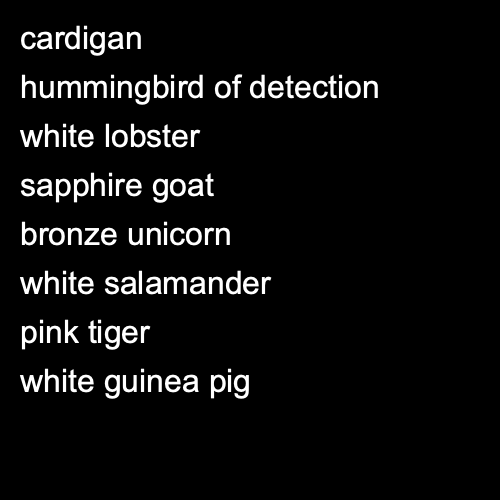 cardigan
hummingbird of detection
white lobster
sapphire goat
bronze unicorn
white salamander
pink tiger
white guinea pig